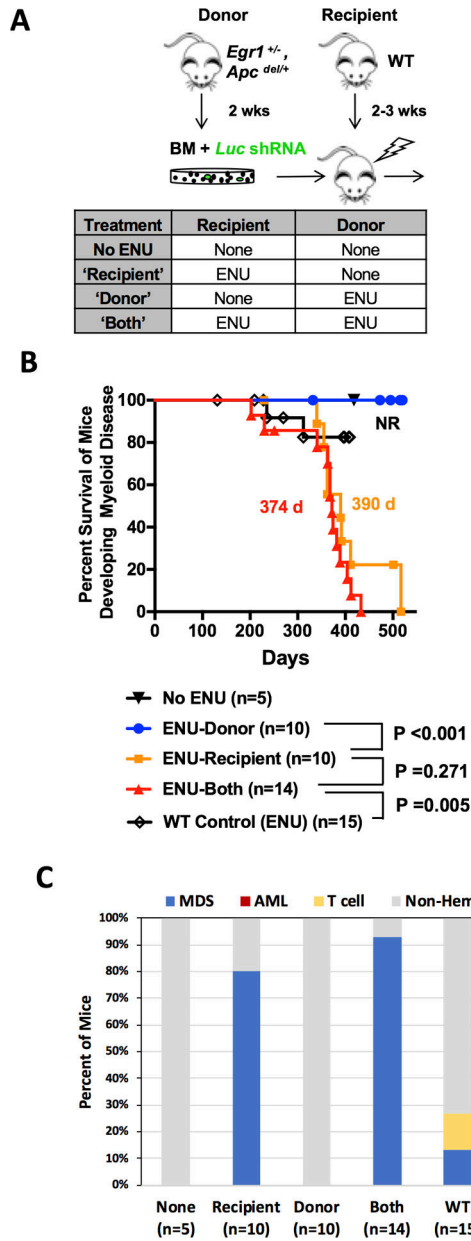 A
Donor
Recipient
Egr1 +/- ,
Apc del/+
WT
2 wks
2-3 wks
BM + Luc shRNA
Treatment Recipient Donor
No ENU None None
'Recipient' ENU None
'Donor' None ENU
'Both' ENU ENU
B
Percent Survival of Mice
Developing Myeloid Disease
100
80
60
40
20
0
NR
374 d
390 d
0 100 200 300 400 500
Days
No ENU (n=5)
ENU-Donor (n=10)
ENU-Recipient (n=10)
ENU-Both (n=14)
WT Control (ENU) (n=15)
P <0.001
P =0.271
P =0.005
C
MDS AML T cell Non-Hem
Percent of Mice
100%
90%
80%
70%
60%
50%
40%
30%
20%
10%
0%
None Recipient Donor Both WT
(n=5) (n=10) (n=10) (n=14) (n=15